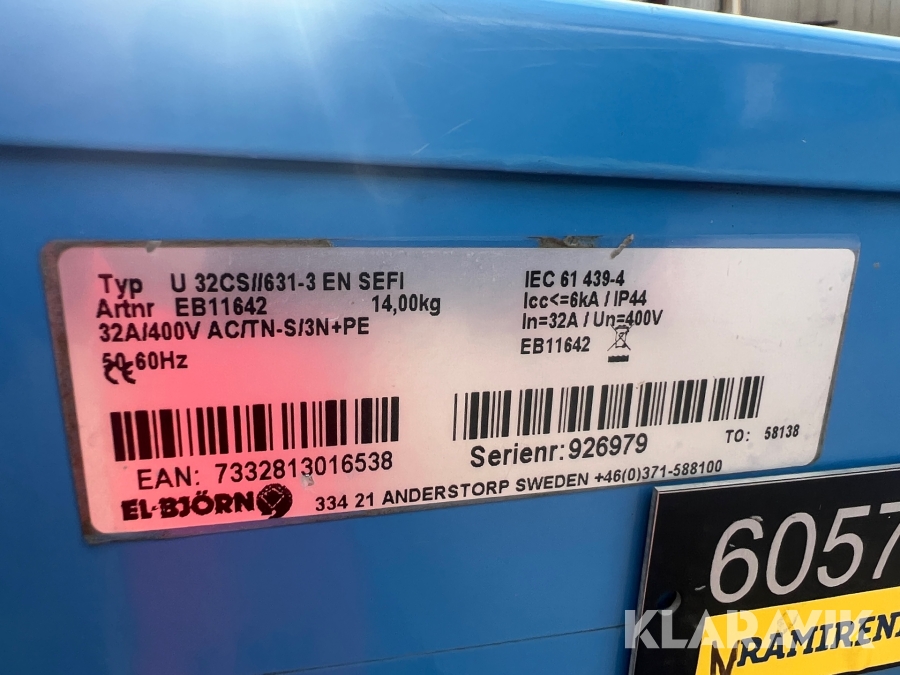 Typ U 32CS//631-3 EN SEFI
Artnr EB11642 14,00kg
32A/400V AC/TN-S/3N+PE
50-60Hz
CE
IEC 61 439-4
Icc<=6kA / IP44
In=32A / Un=400V
EB11642
EAN: 7332813016538
Serienr: 926979
TO: 58138
EL-BJÖRN 334 21 ANDERSTORP SWEDEN +46(0)371-588100
6057
KLARAVIK
RAMIREN